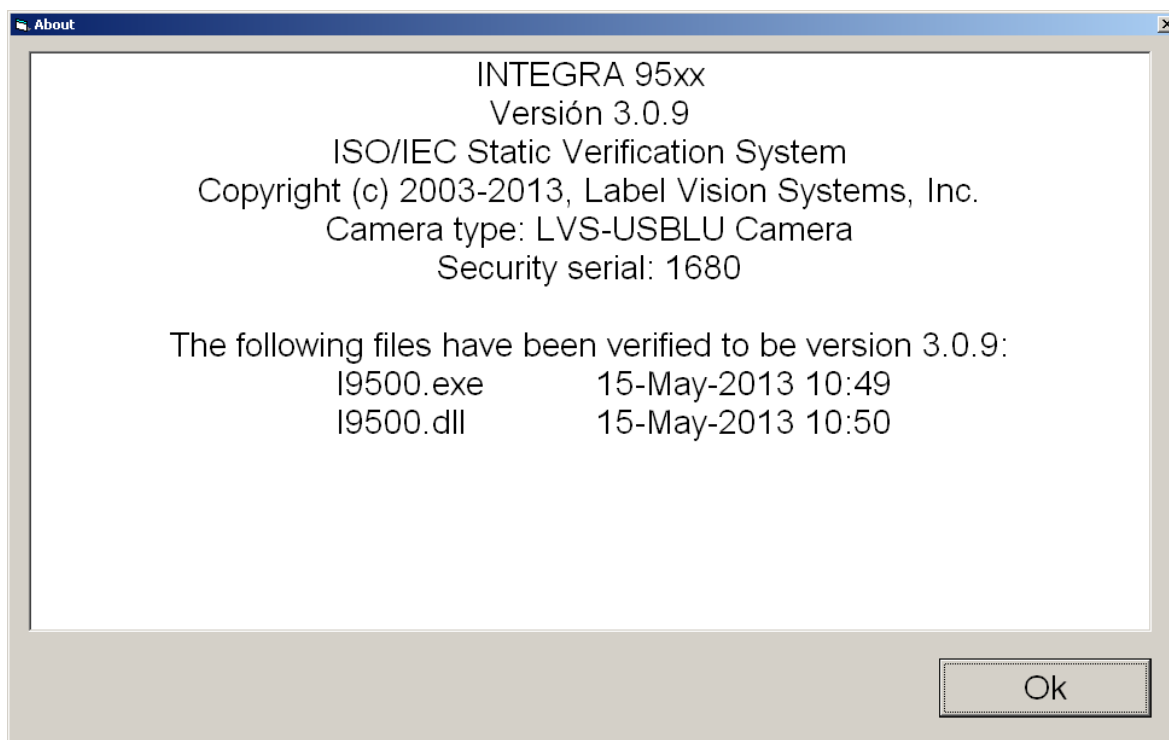 About
INTEGRA 95xx
Versión 3.0.9
ISO/IEC Static Verification System
Copyright (c) 2003-2013, Label Vision Systems, Inc.
Camera type: LVS-USBLU Camera
Security serial: 1680
The following files have been verified to be version 3.0.9:
I9500.exe 15-May-2013 10:49
I9500.dll 15-May-2013 10:50
Ok